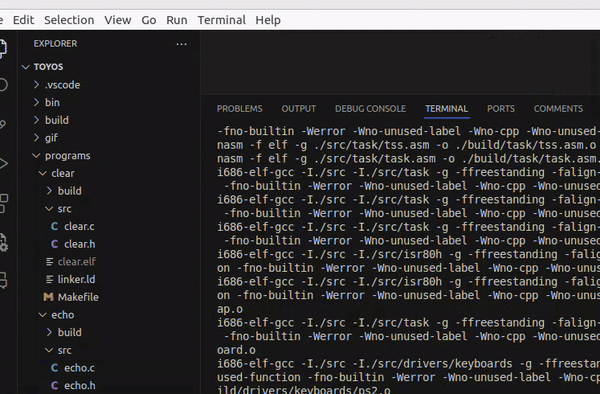 Edit Selection View Go Run Terminal Help
EXPLORER
TOYOS
.vscode
bin
build
gif
programs
clear
build
src
clear.c
clear.h
clear.elf
linker.ld
Makefile
echo
build
src
echo.c
echo.h
PROBLEMS OUTPUT DEBUG CONSOLE TERMINAL PORTS COMMENTS
-fno-builtin -Werror -Wno-unused-label -Wno-cpp -Wno-unused-
nasm -f elf -g ./src/task/tss.asm -o ./build/task/tss.asm.o
nasm -f elf -g ./src/task/task.asm -o ./build/task/task.asm.
i686-elf-gcc -I./src -I./src/task -g -ffreestanding -falign-
-fno-builtin -Werror -Wno-unused-label -Wno-cpp -Wno-unused
i686-elf-gcc -I./src -I./src/task -g -ffreestanding -falign-
-fno-builtin -Werror -Wno-unused-label -Wno-cpp -Wno-unused
i686-elf-gcc -I./src -I./src/task -g -ffreestanding -falign-
-fno-builtin -Werror -Wno-unused-label -Wno-cpp -Wno-unused
i686-elf-gcc -I./src -I./src/isr80h -g -ffreestanding -falig
on -fno-builtin -Werror -Wno-unused-label -Wno-cpp -Wno-unus
i686-elf-gcc -I./src -I./src/isr80h -g -ffreestanding -falig
on -fno-builtin -Werror -Wno-unused-label -Wno-cpp -Wno-unus
ap.o
i686-elf-gcc -I./src -I./src/task -g -ffreestanding -falign-
-fno-builtin -Werror -Wno-unused-label -Wno-cpp -Wno-unused
oard.o
i686-elf-gcc -I./src -I./src/drivers/keyboards -g -ffreestan
used-function -fno-builtin -Werror -Wno-unused-label -Wno-cp
ild/drivers/keyboards/ps2.o